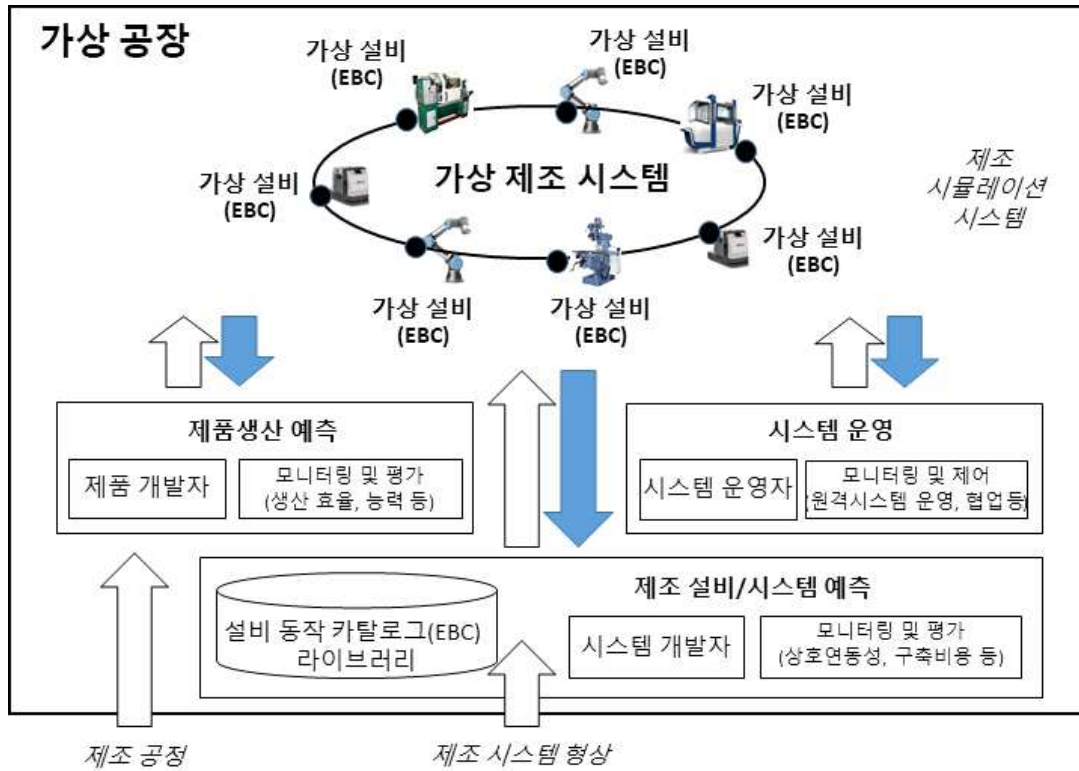 가상 공장
가상 설비
(EBC)
가상 설비
(EBC)
가상 설비
(EBC)
가상 설비
(EBC)
가상 제조 시스템
제조
시뮬레이션
시스템
가상 설비
(EBC)
가상 설비
(EBC)
가상 설비
(EBC)
제품생산 예측
제품 개발자
모니터링 및 평가
(생산 효율, 능력 등)
시스템 운영
시스템 운영자
모니터링 및 제어
(원격시스템 운영, 협업등)
제조 설비/시스템 예측
설비 동작 카탈로그(EBC)
라이브러리
시스템 개발자
모니터링 및 평가
(상호연동성, 구축비용 등)
제조 공정
제조 시스템 형상